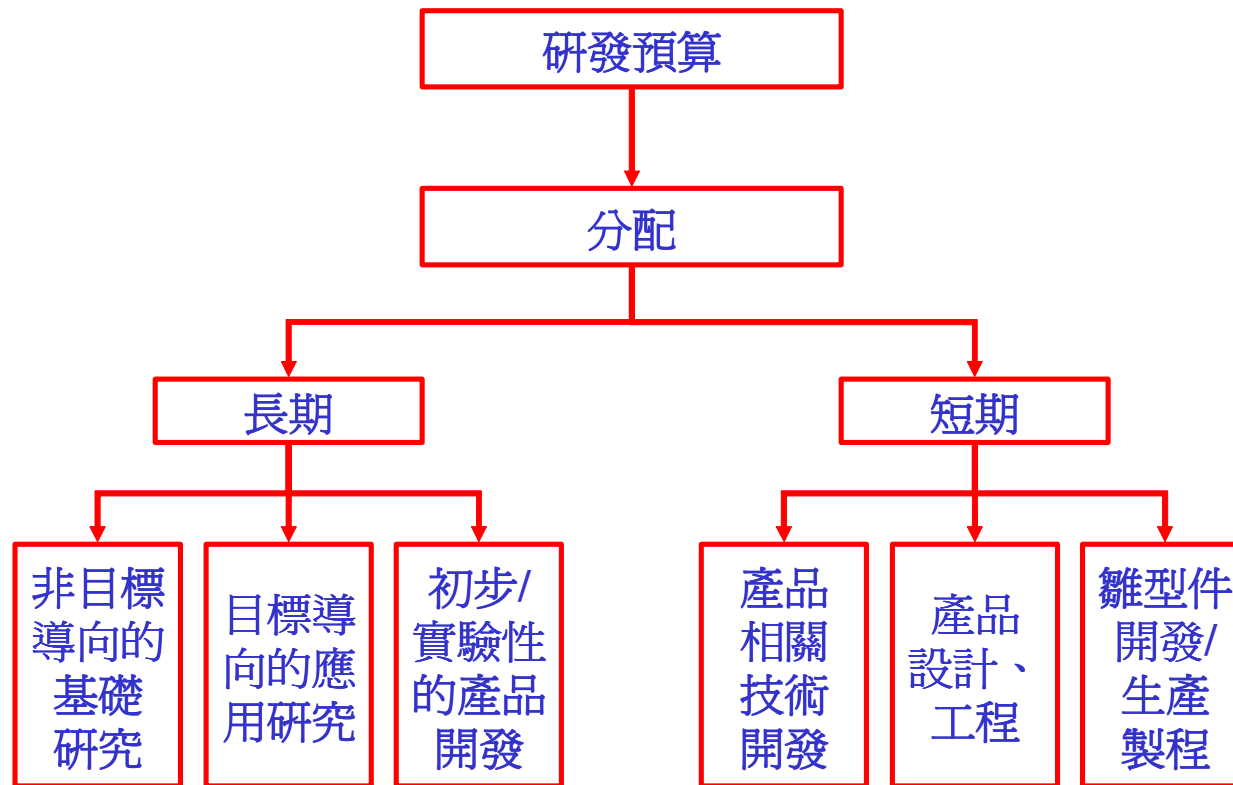 研發預算
分配
長期
短期
非目標
導向的
基礎
研究
目標導
向的應
用研究
初步/
實驗性
的產品
開發
產品
相關
技術
開發
產品
設計、
工程
雛型件
開發/
生產
製程